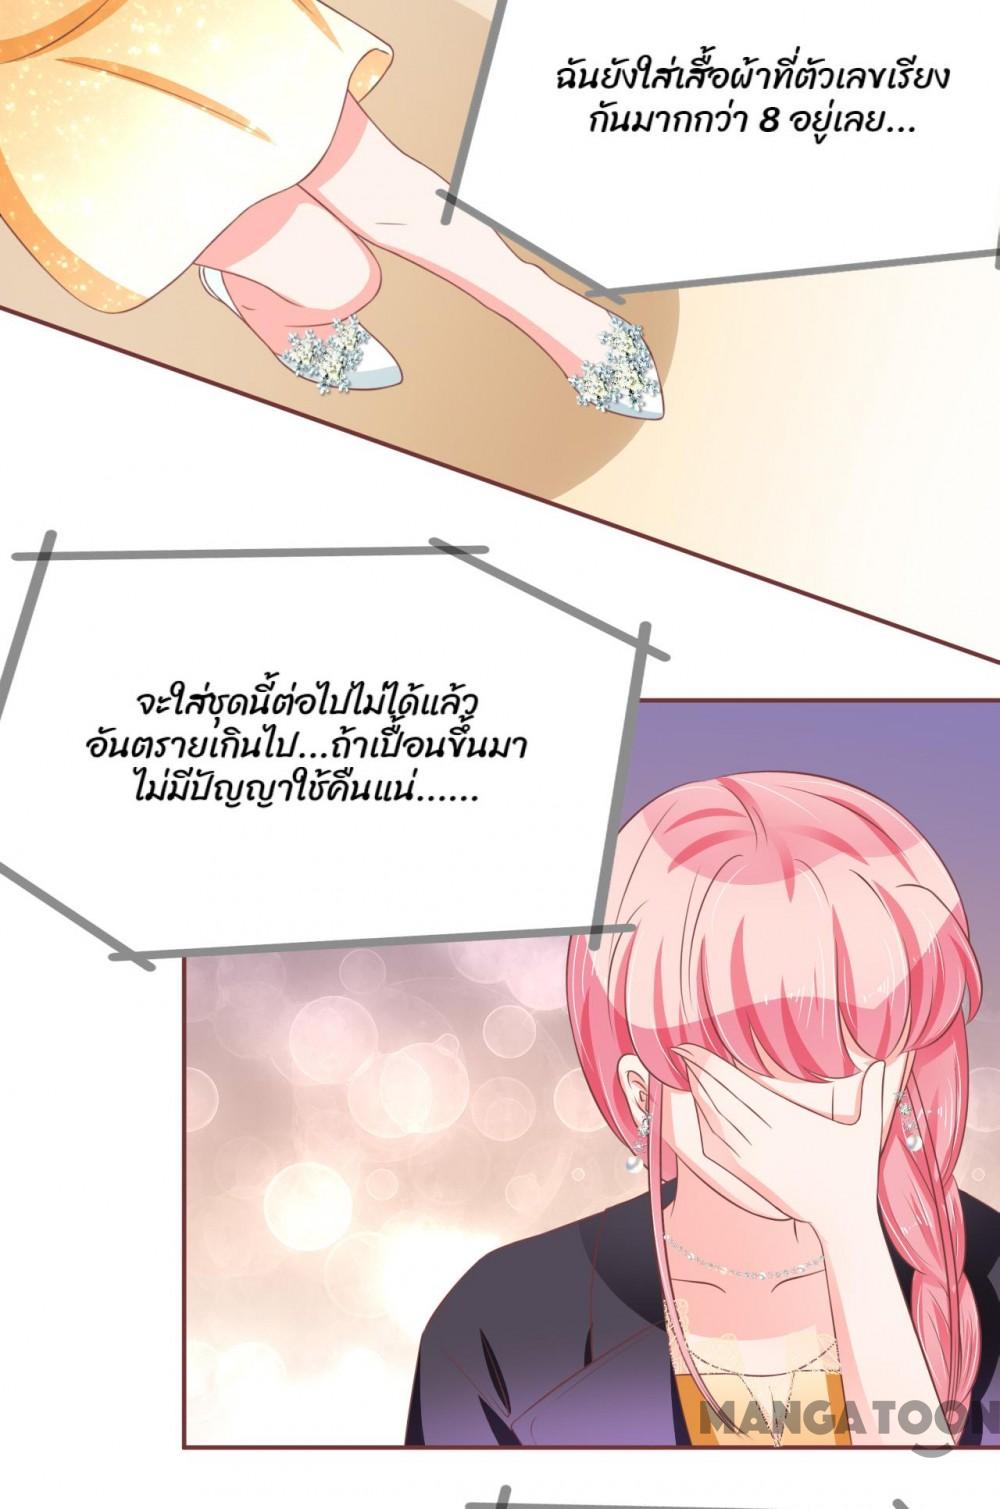 ฉันยังใส่เสื้อผ้าที่ตัวเลขเรียง
กันมากกว่า 8 อยู่เลย...
จะใส่ชุดนี้ต่อไปไม่ได้แล้ว
อันตรายเกินไป...ถ้าเปื้อนขึ้นมา
ไม่มีปัญญาใช้คืนแน่......
MANGATOON